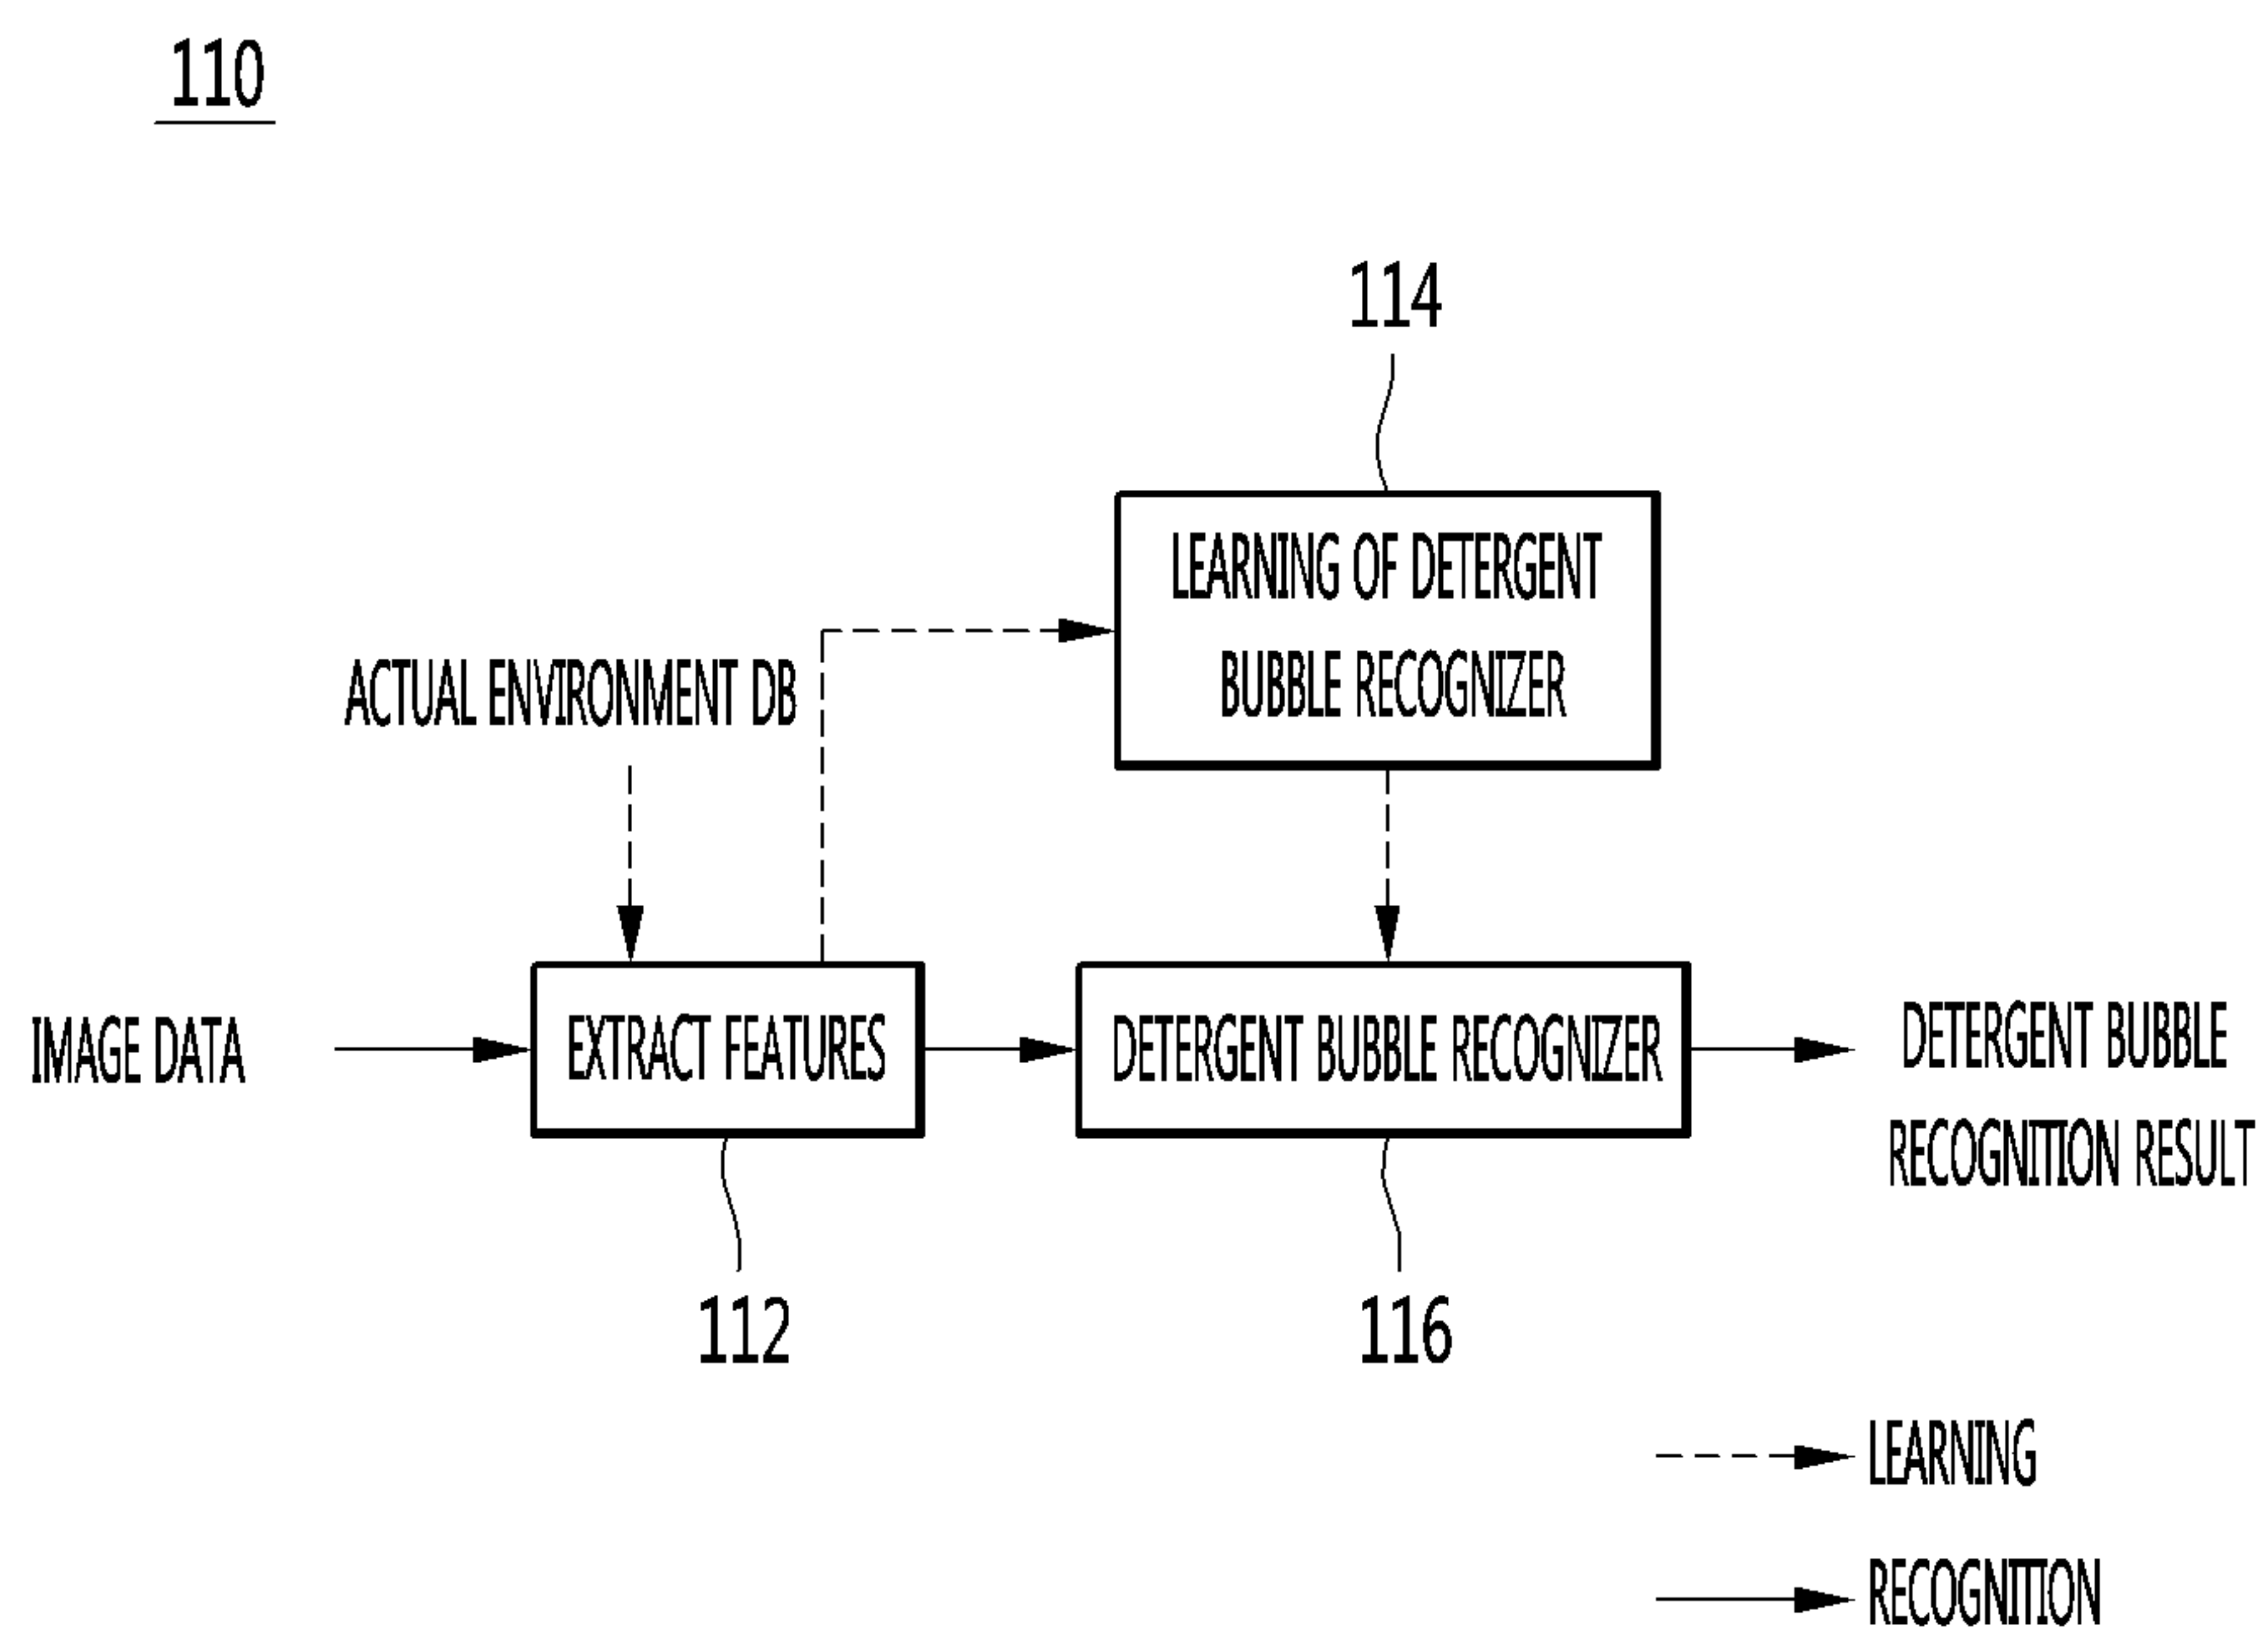 110
114
LEARNING OF DETERGENT
BUBBLE RECOGNIZER
ACTUAL ENVIRONMENT DB
IMAGE DATA
EXTRACT FEATURES
DETERGENT BUBBLE RECOGNIZER
DETERGENT BUBBLE
RECOGNITION RESULT
112
116
LEARNING
RECOGNITION